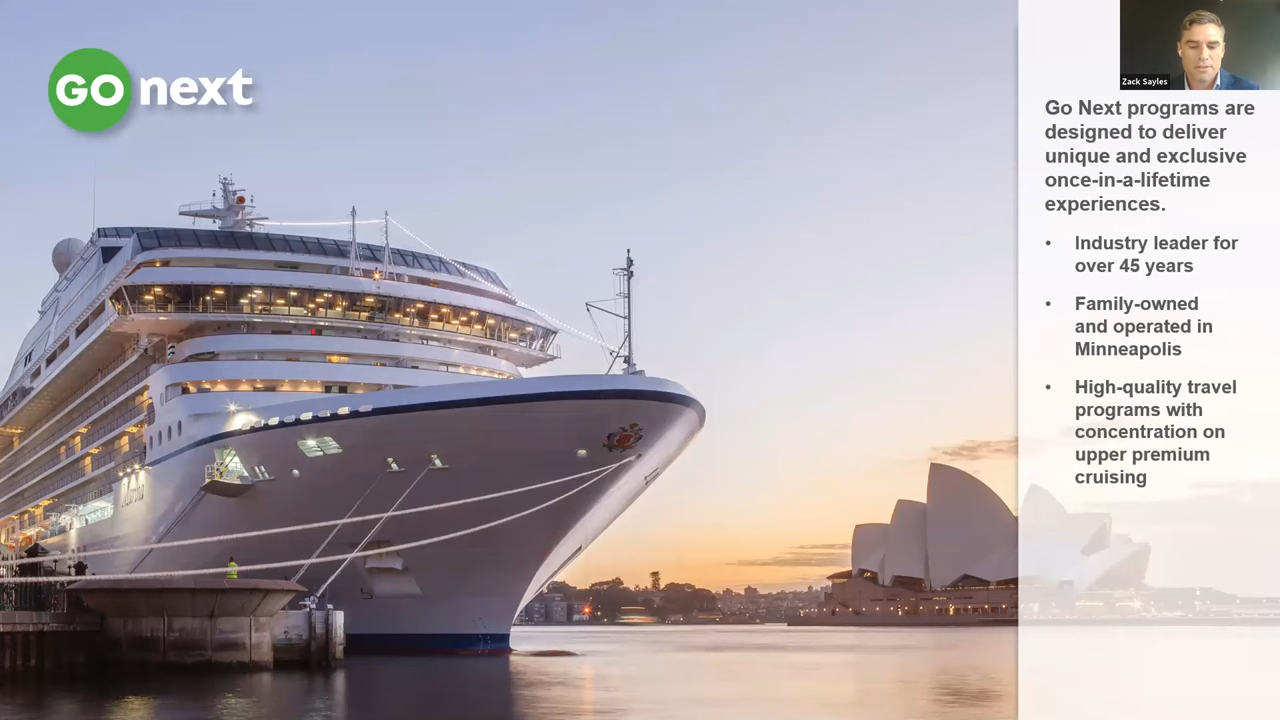 GO next
Zack Sayles
Go Next programs are
designed to deliver
unique and exclusive
once-in-a-lifetime
experiences.
• Industry leader for
over 45 years
• Family-owned
and operated in
Minneapolis
• High-quality travel
programs with
concentration on
upper premium
cruising